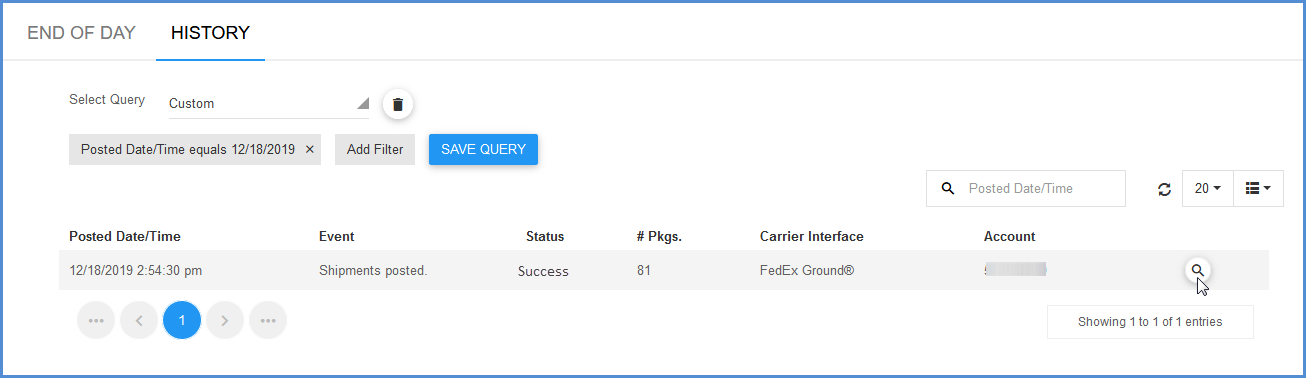 END OF DAY HISTORY
Select Query Custom
Posted Date/Time equals 12/18/2019 × Add Filter SAVE QUERY
Posted Date/Time 20
Posted Date/Time Event Status # Pkgs. Carrier Interface Account
12/18/2019 2:54:30 pm Shipments posted. Success 81 FedEx Ground®
1
Showing 1 to 1 of 1 entries